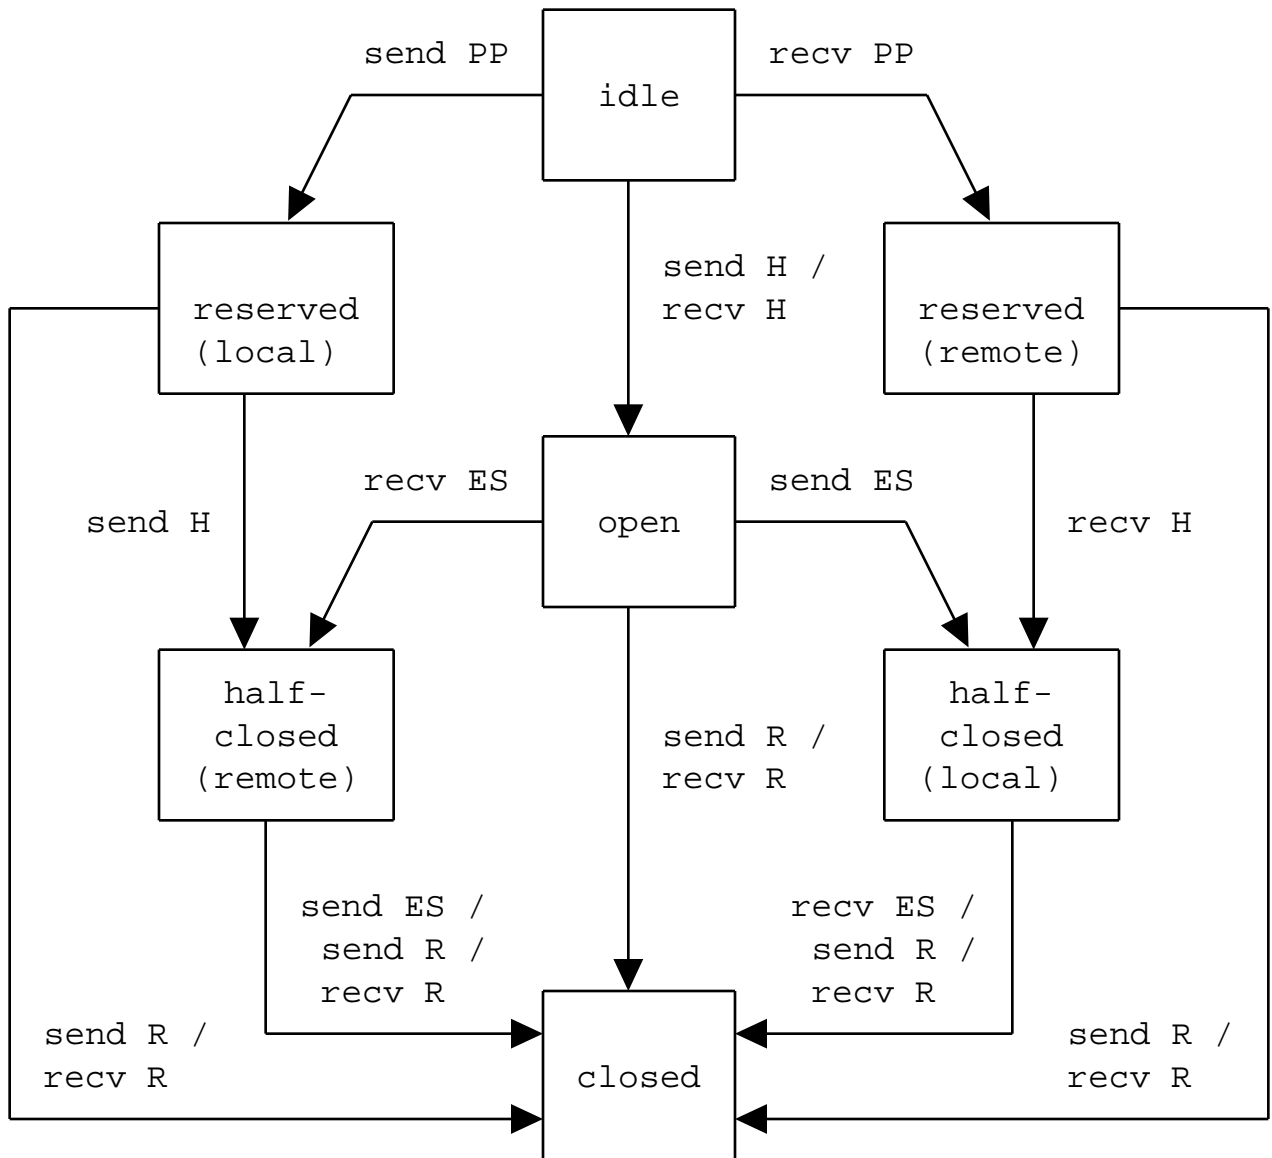 send PP
recv PP
idle
send H /
recv H
reserved
(local)
reserved
(remote)
recv ES
send ES
send H
open
recv H
half-
closed
(remote)
send R /
recv R
half-
closed
(local)
send ES /
send R /
recv R
recv ES /
send R /
recv R
send R /
recv R
closed
send R /
recv R